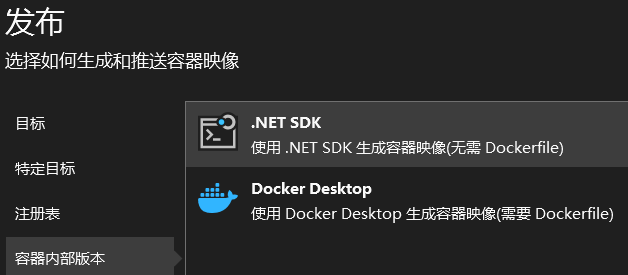 发布
选择如何生成和推送容器映像
目标
特定目标
注册表
容器内部版本
.NET SDK
使用 .NET SDK 生成容器映像(无需 Dockerfile)
Docker Desktop
使用 Docker Desktop 生成容器映像(需要 Dockerfile)